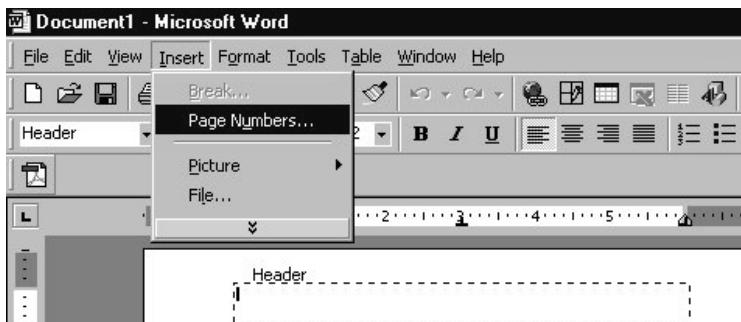 Document1 - Microsoft Word
File Edit View Insert Format Tools Table Window Help
Break...
Page Numbers...
Header 2 B I U
Picture
File...
L 2 3 4 5
Header